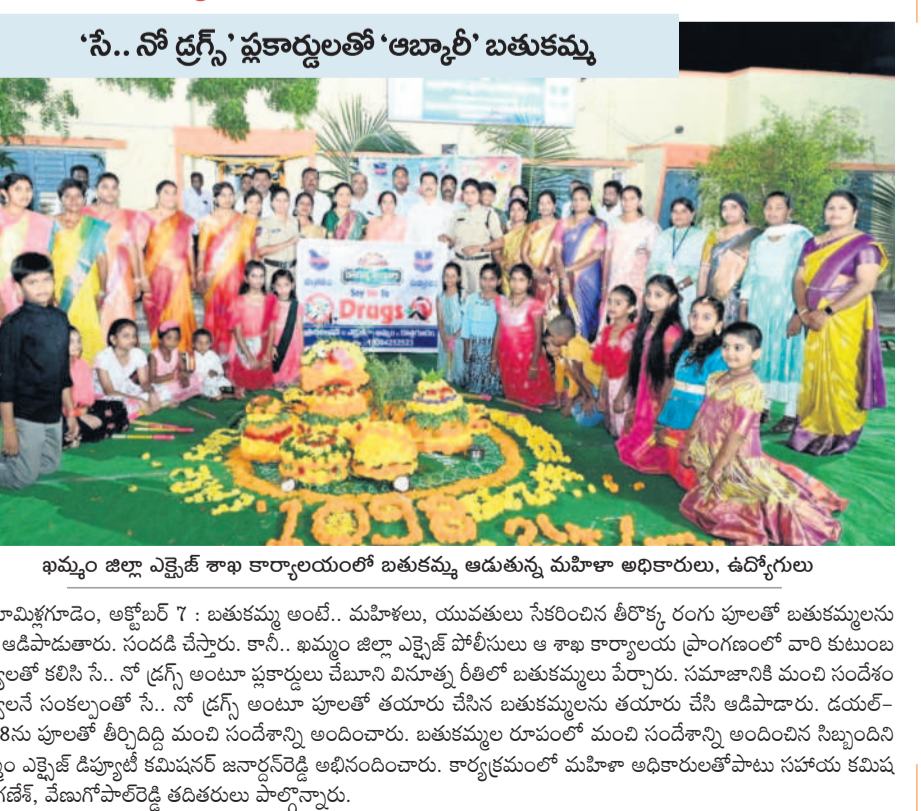 ‘సే.. నో డ్రగ్స్’ ప్లకార్డులతో ‘ఆబ్కారీ’ బతుకమ్మ
Say No To
Drugs
1098
ఖమ్మం జిల్లా ఎక్సైజ్ శాఖ కార్యాలయంలో బతుకమ్మ ఆడుతున్న మహిళా అధికారులు, ఉద్యోగులు
మిళ్లగూడెం, అక్టోబర్ 7 : బతుకమ్మ అంటే.. మహిళలు, యువతులు సేకరించిన తీరొక్క రంగు పూలతో బతుకమ్మలను
ఆడిపాడుతారు. సందడి చేస్తారు. కానీ.. ఖమ్మం జిల్లా ఎక్సైజ్ పోలీసులు ఆ శాఖ కార్యాలయ ప్రాంగణంలో వారి కుటుంబ
లతో కలిసి సే.. నో డ్రగ్స్ అంటూ ప్లకార్డులు చేబూని వినూత్న రీతిలో బతుకమ్మలు పేర్చారు. సమాజానికి మంచి సందేశం
లనే సంకల్పంతో సే.. నో డ్రగ్స్ అంటూ పూలతో తయారు చేసిన బతుకమ్మలను తయారు చేసి ఆడిపాడారు. డయల్-
8ను పూలతో తీర్చిదిద్ది మంచి సందేశాన్ని అందించారు. బతుకమ్మల రూపంలో మంచి సందేశాన్ని అందించిన సిబ్బందిని
ఎక్సైజ్ డిప్యూటీ కమిషనర్ జనార్దన్‌రెడ్డి అభినందించారు. కార్యక్రమంలో మహిళా అధికారులతోపాటు సహాయ కమిష
గణేశ్, వేణుగోపాల్‌రెడ్డి తదితరులు పాల్గొన్నారు.